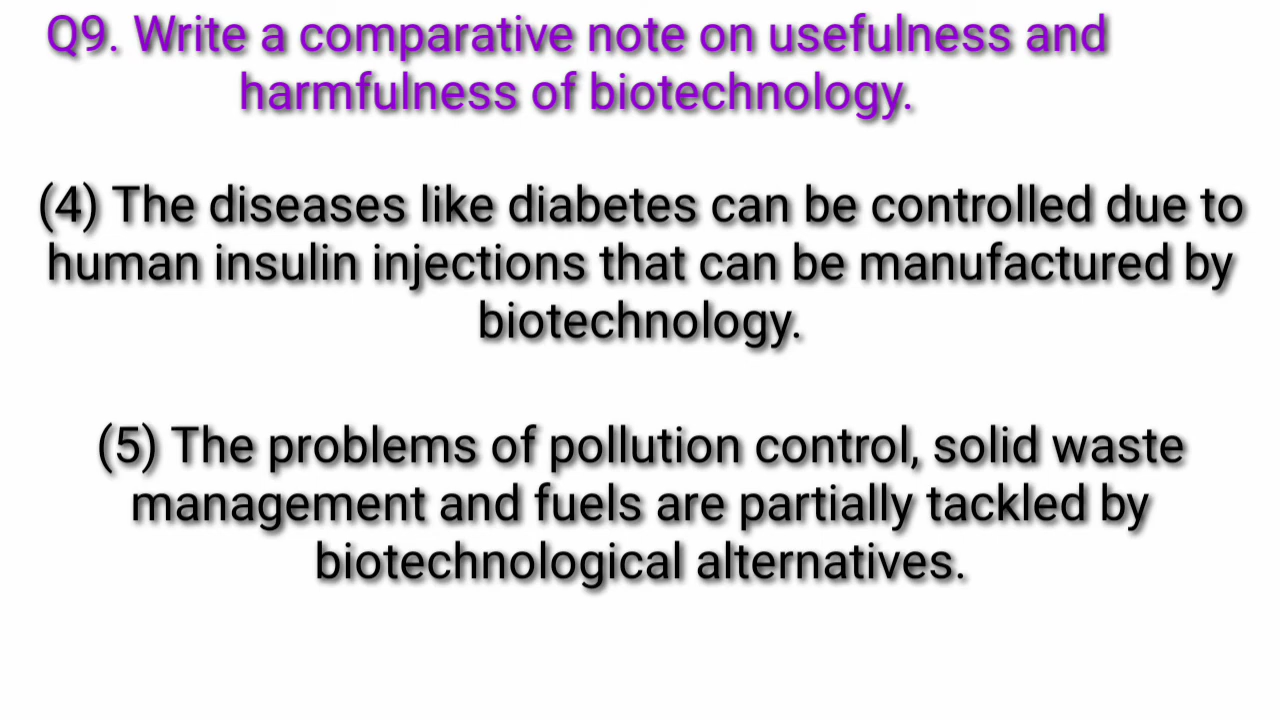 Q9. Write a comparative note on usefulness and
harmfulness of biotechnology.
(4) The diseases like diabetes can be controlled due to
human insulin injections that can be manufactured by
biotechnology.
(5) The problems of pollution control, solid waste
management and fuels are partially tackled by
biotechnological alternatives.